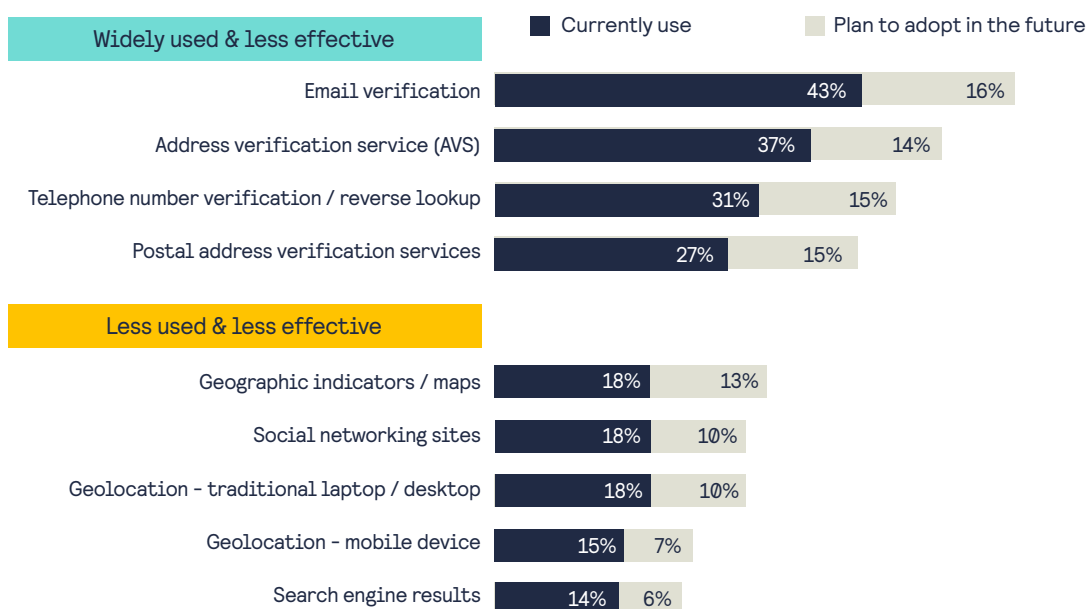 Widely used & less effective
Currently use
Plan to adopt in the future
Email verification 43% 16%
Address verification service (AVS) 37% 14%
Telephone number verification / reverse lookup 31% 15%
Postal address verification services 27% 15%
Less used & less effective
Geographic indicators / maps 18% 13%
Social networking sites 18% 10%
Geolocation - traditional laptop / desktop 18% 10%
Geolocation - mobile device 15% 7%
Search engine results 14% 6%